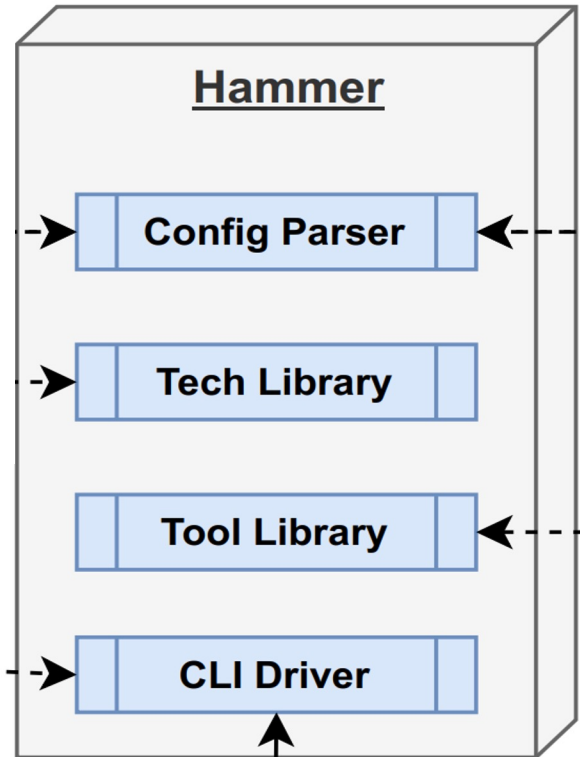 Hammer
Config Parser
Tech Library
Tool Library
CLI Driver